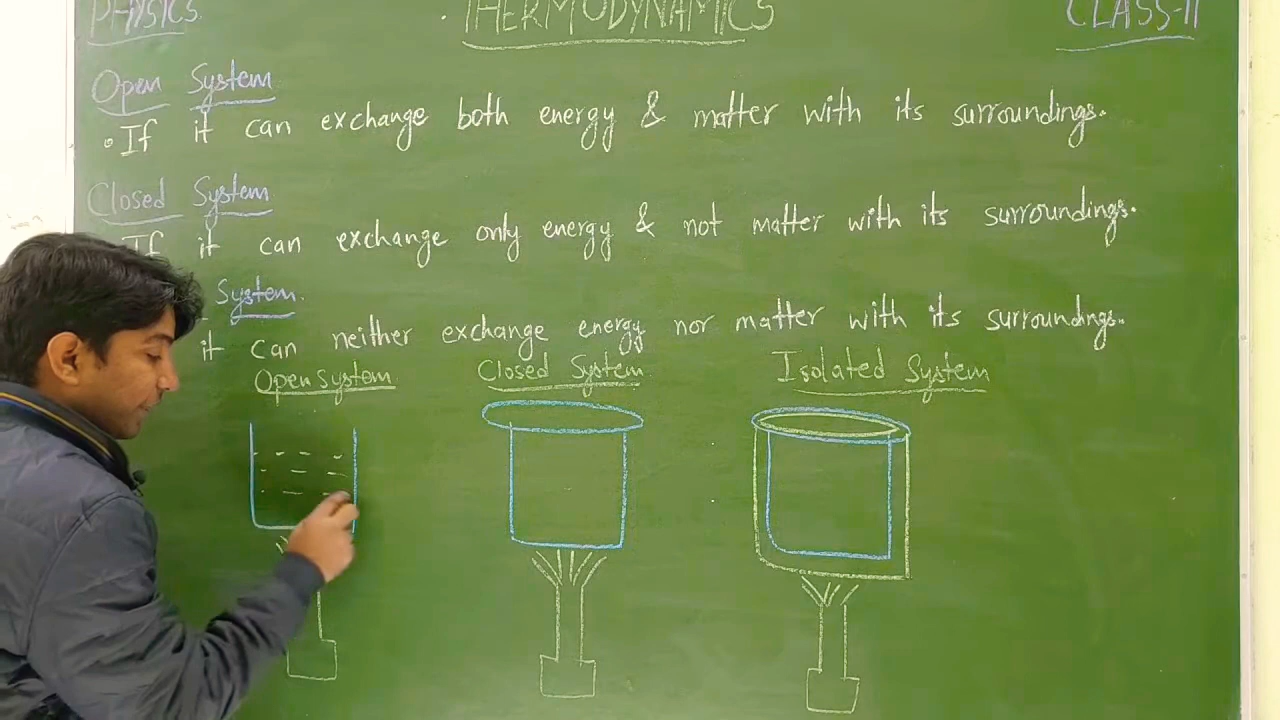 PHYSICS THERMODYNAMICS CLASS-11
Open System
• If it can exchange both energy & matter with its surroundings.
Closed System
If it can exchange only energy & not matter with its surroundings.
System
it can neither exchange energy nor matter with its surroundings.
Open System Closed System Isolated System